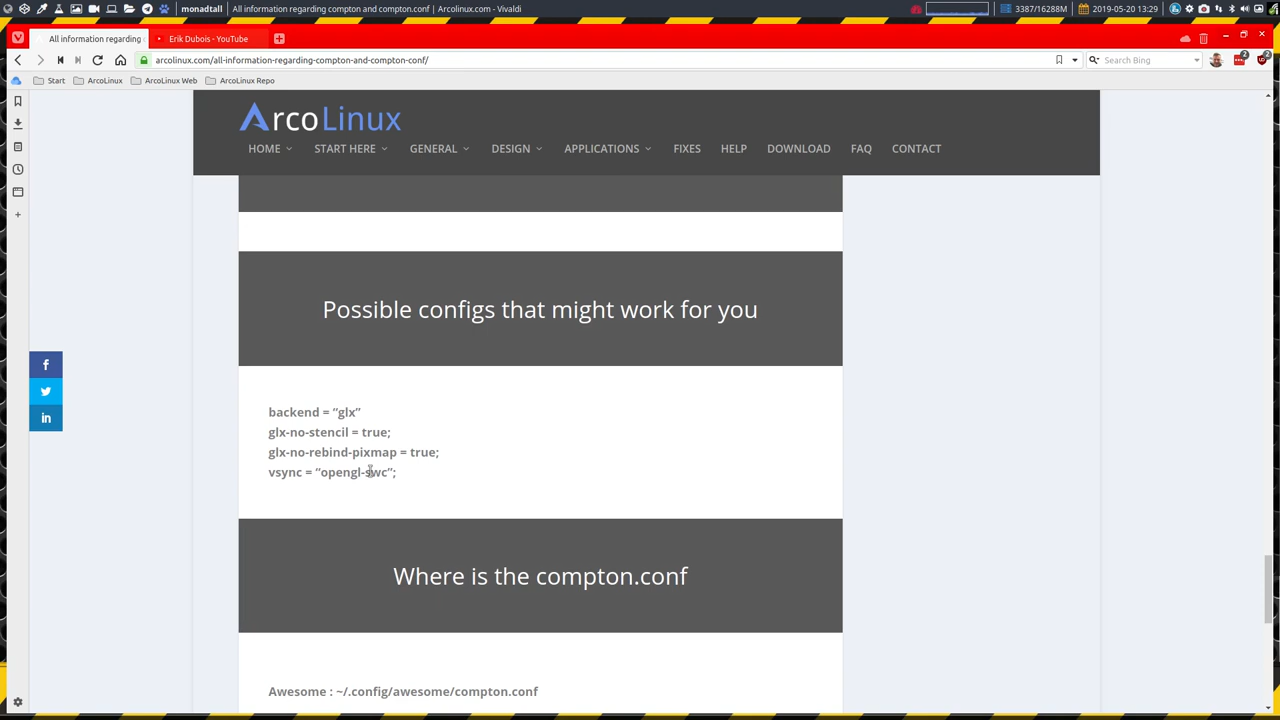 monadtall
All information regarding compton and compton.conf | Arcolinux.com - Vivaldi
3387/16288M
2019-05-20 13:29
All information regarding
Erik Dubois - YouTube
arcolinux.com/all-information-regarding-compton-and-compton-conf/
Search Bing
2
2
Start
ArcoLinux
ArcoLinux Web
ArcoLinux Repo
ArcoLinux
HOME
START HERE
GENERAL
DESIGN
APPLICATIONS
FIXES
HELP
DOWNLOAD
FAQ
CONTACT
Possible configs that might work for you
backend = “glx”
glx-no-stencil = true;
glx-no-rebind-pixmap = true;
vsync = “opengl-swc”;
Where is the compton.conf
Awesome : ~/.config/awesome/compton.conf